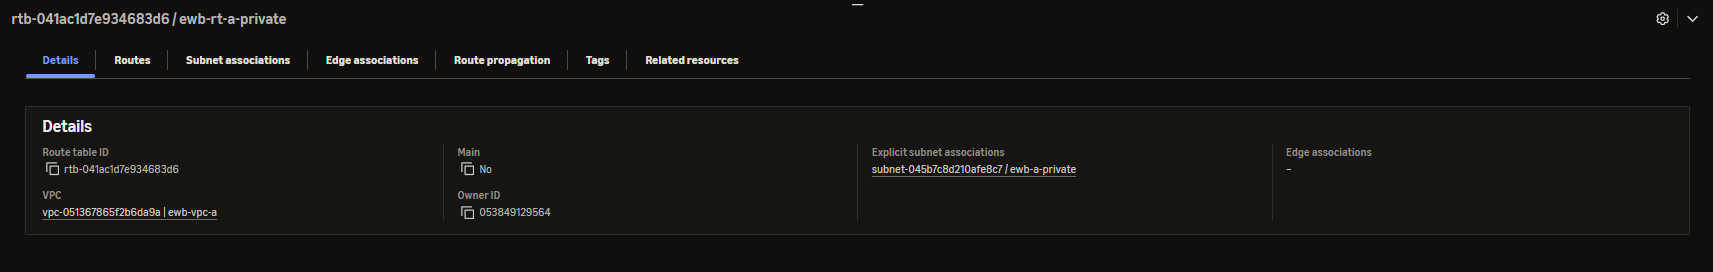 rtb-041ac1d7e934683d6 / ewb-rt-a-private
Details Routes Subnet associations Edge associations Route propagation Tags Related resources
Details
Route table ID Main Explicit subnet associations Edge associations
rtb-041ac1d7e934683d6 No subnet-045b7c8d210afe8c7 / ewb-a-private –
VPC Owner ID
vpc-051367865f2b6da9a | ewb-vpc-a 053849129564